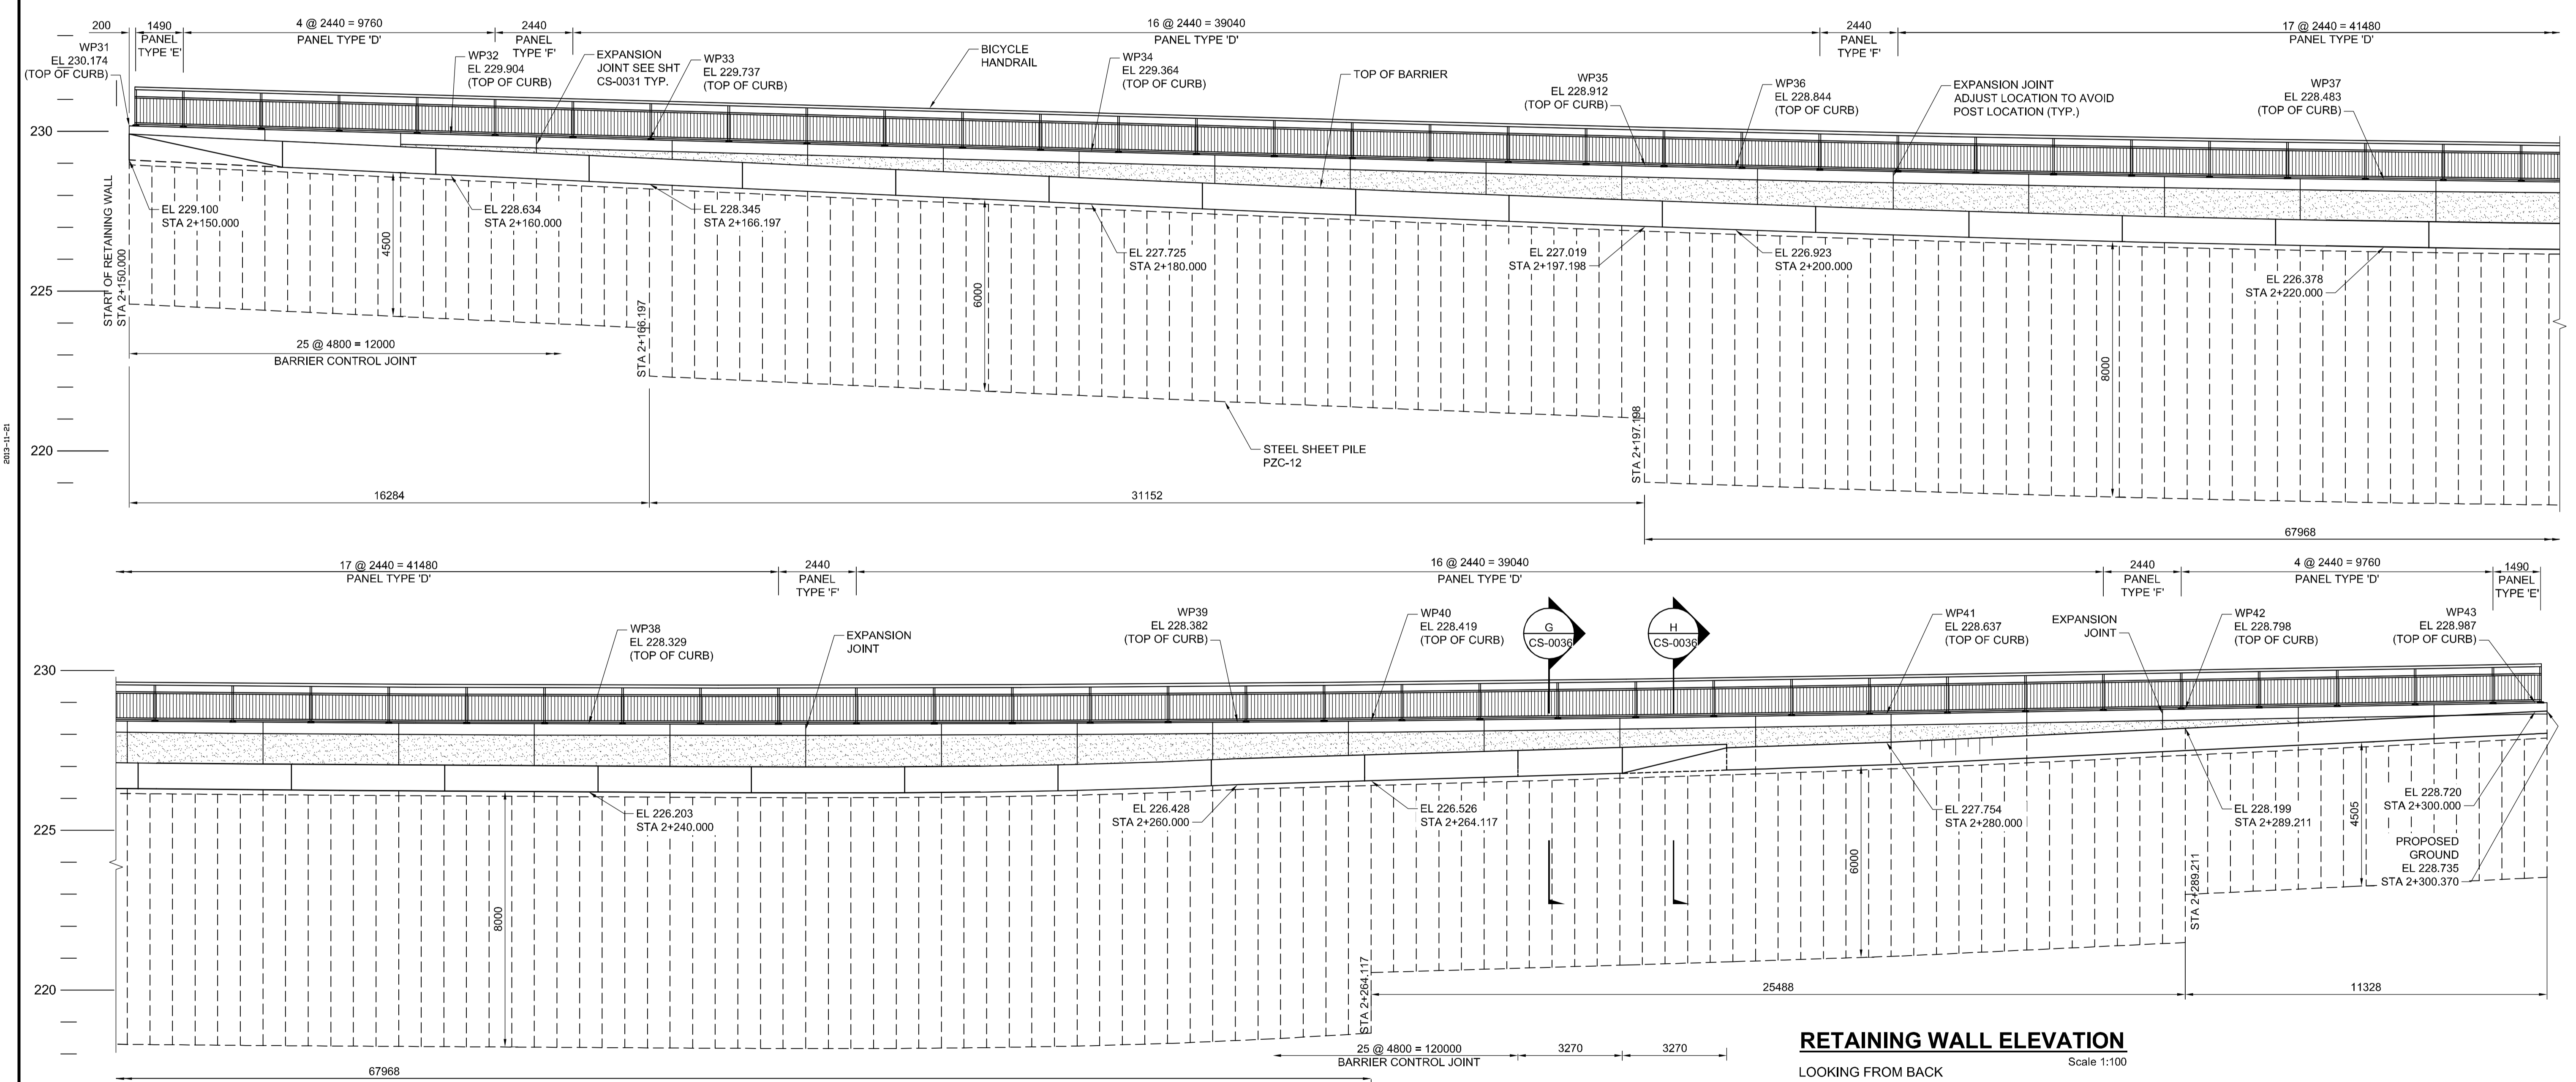 2013-11-21
200
1490
PANEL
TYPE 'E'
4 @ 2440 = 9760
PANEL TYPE 'D'
2440
PANEL
TYPE 'F'
16 @ 2440 = 39040
PANEL TYPE 'D'
2440
PANEL
TYPE 'F'
17 @ 2440 = 41480
PANEL TYPE 'D'
WP31
EL 230.174
(TOP OF CURB)
WP32
EL 229.904
(TOP OF CURB)
EXPANSION
JOINT SEE SHT
CS-0031 TYP.
WP33
EL 229.737
(TOP OF CURB)
BICYCLE
HANDRAIL
WP34
EL 229.364
(TOP OF CURB)
TOP OF BARRIER
WP35
EL 228.912
(TOP OF CURB)
WP36
EL 228.844
(TOP OF CURB)
EXPANSION JOINT
ADJUST LOCATION TO AVOID
POST LOCATION (TYP.)
WP37
EL 228.483
(TOP OF CURB)
230
225
220
START OF RETAINING WALL
STA 2+150.000
EL 229.100
STA 2+150.000
4500
EL 228.634
STA 2+160.000
EL 228.345
STA 2+166.197
STA 2+166.197
6000
EL 227.725
STA 2+180.000
EL 227.019
STA 2+197.198
STA 2+197.198
EL 226.923
STA 2+200.000
8000
EL 226.378
STA 2+220.000
25 @ 4800 = 12000
BARRIER CONTROL JOINT
STEEL SHEET PILE
PZC-12
16284
31152
67968
17 @ 2440 = 41480
PANEL TYPE 'D'
2440
PANEL
TYPE 'F'
16 @ 2440 = 39040
PANEL TYPE 'D'
2440
PANEL
TYPE 'F'
4 @ 2440 = 9760
PANEL TYPE 'D'
1490
PANEL
TYPE 'E'
WP38
EL 228.329
(TOP OF CURB)
EXPANSION
JOINT
WP39
EL 228.382
(TOP OF CURB)
WP40
EL 228.419
(TOP OF CURB)
G
CS-0036
H
CS-0036
WP41
EL 228.637
(TOP OF CURB)
EXPANSION
JOINT
WP42
EL 228.798
(TOP OF CURB)
WP43
EL 228.987
(TOP OF CURB)
230
225
220
8000
EL 226.203
STA 2+240.000
EL 226.428
STA 2+260.000
EL 226.526
STA 2+264.117
STA 2+264.117
6000
EL 227.754
STA 2+280.000
EL 228.199
STA 2+289.211
STA 2+289.211
4505
EL 228.720
STA 2+300.000
PROPOSED
GROUND
EL 228.735
STA 2+300.370
25488
11328
25 @ 4800 = 120000
BARRIER CONTROL JOINT
3270
3270
67968
RETAINING WALL ELEVATION
Scale 1:100
LOOKING FROM BACK